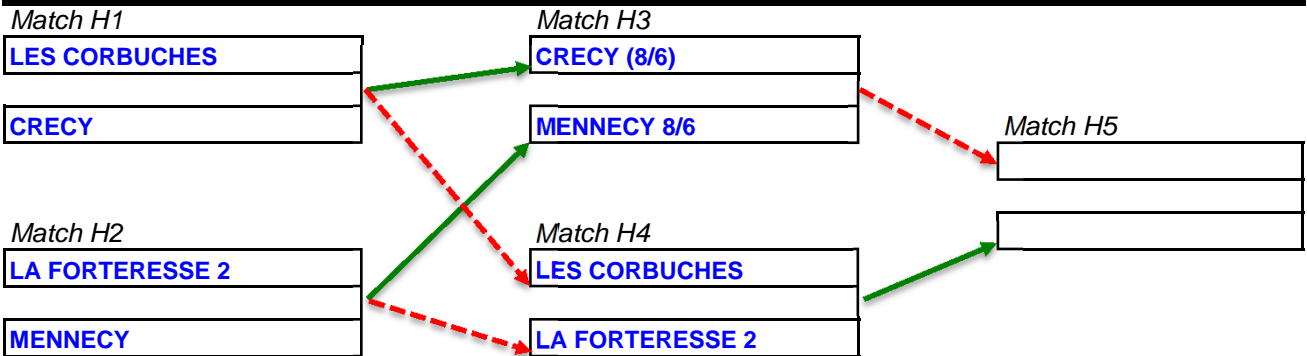 Match H1
LES CORBUCHES
CRECY
Match H2
LA FORTERESSE 2
MENNECY
Match H3
CRECY (8/6)
MENNECY 8/6
Match H4
LES CORBUCHES
LA FORTERESSE 2
Match H5